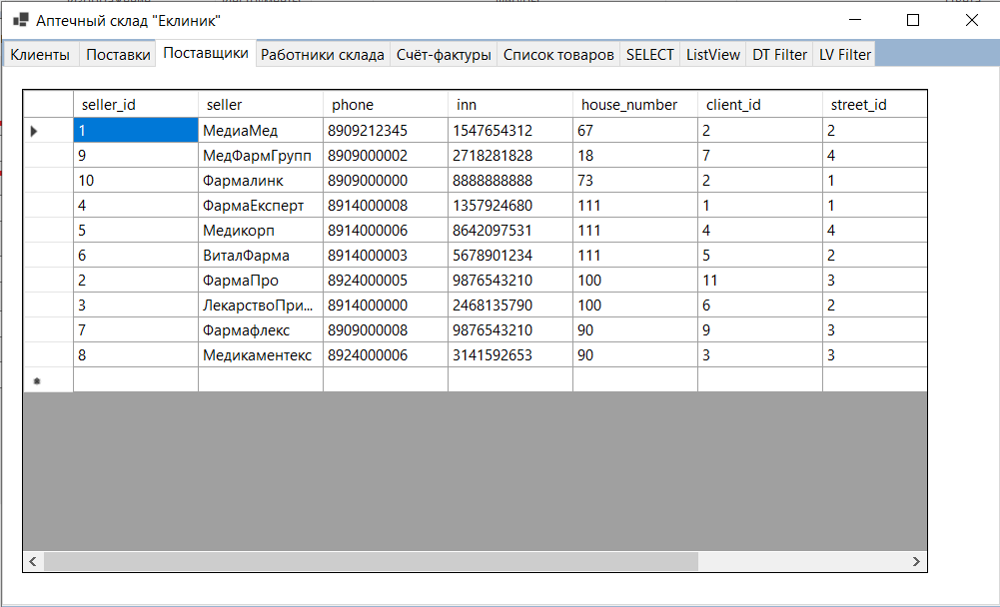 Аптечный склад "Еклиник"
Клиенты Поставки Поставщики Работники склада Счёт-фактуры Список товаров SELECT ListView DT Filter LV Filter
seller_id seller phone inn house_number client_id street_id
1 МедиаМед 8909212345 1547654312 67 2 2
9 МедФармГрупп 8909000002 2718281828 18 7 4
10 Фармалинк 8909000000 8888888888 73 2 1
4 ФармаЕксперт 8914000008 1357924680 111 1 1
5 Медикорп 8914000006 8642097531 111 4 4
6 ВиталФарма 8914000003 5678901234 111 5 2
2 ФармаПро 8924000005 9876543210 100 11 3
3 ЛекарствоПри... 8914000000 2468135790 100 6 2
7 Фармафлекс 8909000008 9876543210 90 9 3
8 Медикаментекс 8924000006 3141592653 90 3 3